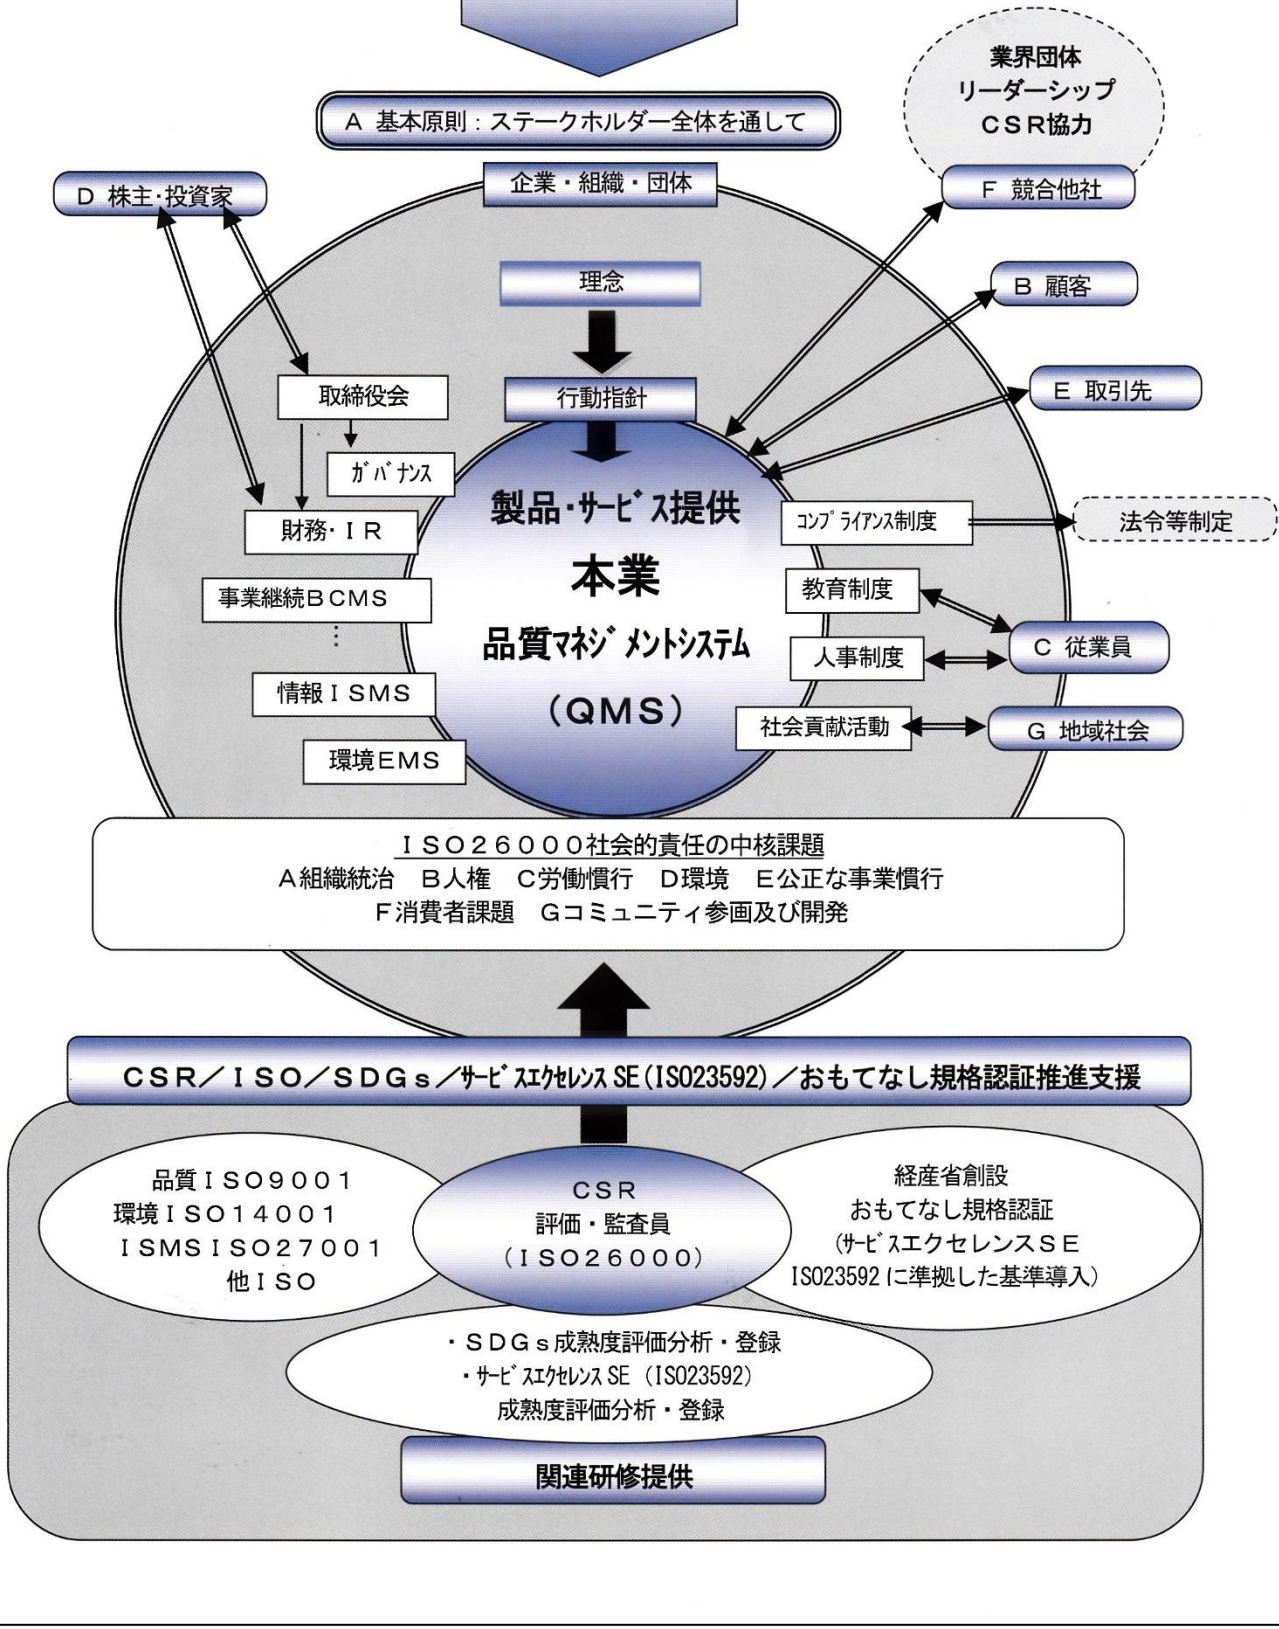 業界団体
リーダーシップ
CSR協力
A 基本原則：ステークホルダー全体を通して
企業・組織・団体
D 株主・投資家
F 競合他社
理念
B 顧客
取締役会
行動指針
E 取引先
ガバナンス
製品・サービス提供
財務・ＩＲ
コンプライアンス制度
法令等制定
本業
事業継続ＢＣＭＳ
教育制度
品質マネジメントシステム
人事制度
C 従業員
情報ＩＳＭＳ
（ＱＭＳ）
社会貢献活動
G 地域社会
環境EMS
ＩＳＯ２６０００社会的責任の中核課題
A組織統治　B人権　C労働慣行　D環境　E公正な事業慣行
F消費者課題　Gコミュニティ参画及び開発
ＣＳＲ／ＩＳＯ／ＳＤＧｓ／サービスエクセレンスSE(ISO23592)／おもてなし規格認証推進支援
品質ＩＳＯ９００１
環境ＩＳＯ１４００１
ＩＳＭＳＩＳＯ２７００１
他ＩＳＯ
ＣＳＲ
評価・監査員
（ＩＳＯ２６０００）
経産省創設
おもてなし規格認証
(サービスエクセレンスＳＥ
ISO23592に準拠した基準導入)
・ＳＤＧｓ成熟度評価分析・登録
・サービスエクセレンスSE（ISO23592）
成熟度評価分析・登録
関連研修提供